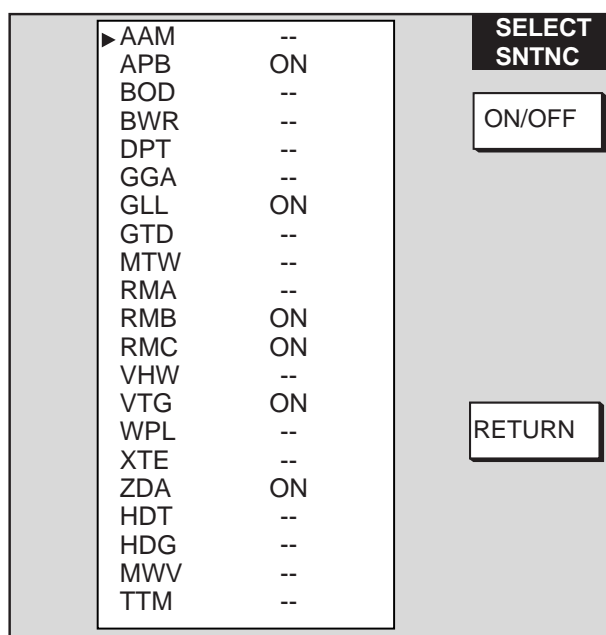 ▶AAM --
APB ON
BOD --
BWR --
DPT --
GGA --
GLL ON
GTD --
MTW --
RMA --
RMB ON
RMC ON
VHW --
VTG ON
WPL --
XTE --
ZDA ON
HDT --
HDG --
MWV --
TTM --
SELECT
SNTNC
ON/OFF
RETURN